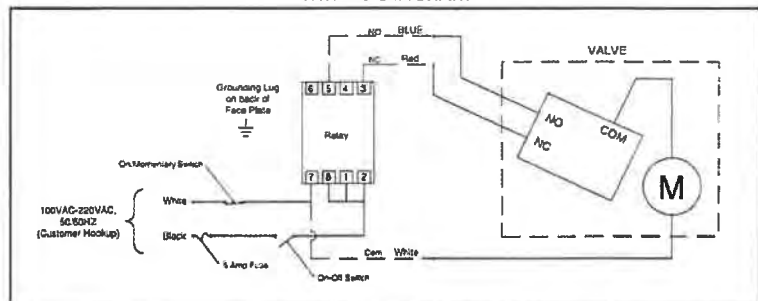 NO BLUE
NC Red
VALVE
6 5 4 3
Grounding Lug
on back of
Face Plate
Relay
NO
NC
COM
M
7 8 1 2
On/Momentary Switch
White
100VAC-220VAC,
50/60HZ
(Customer Hookup)
Black
5 Amp Fuse
On-Off Switch
Com White